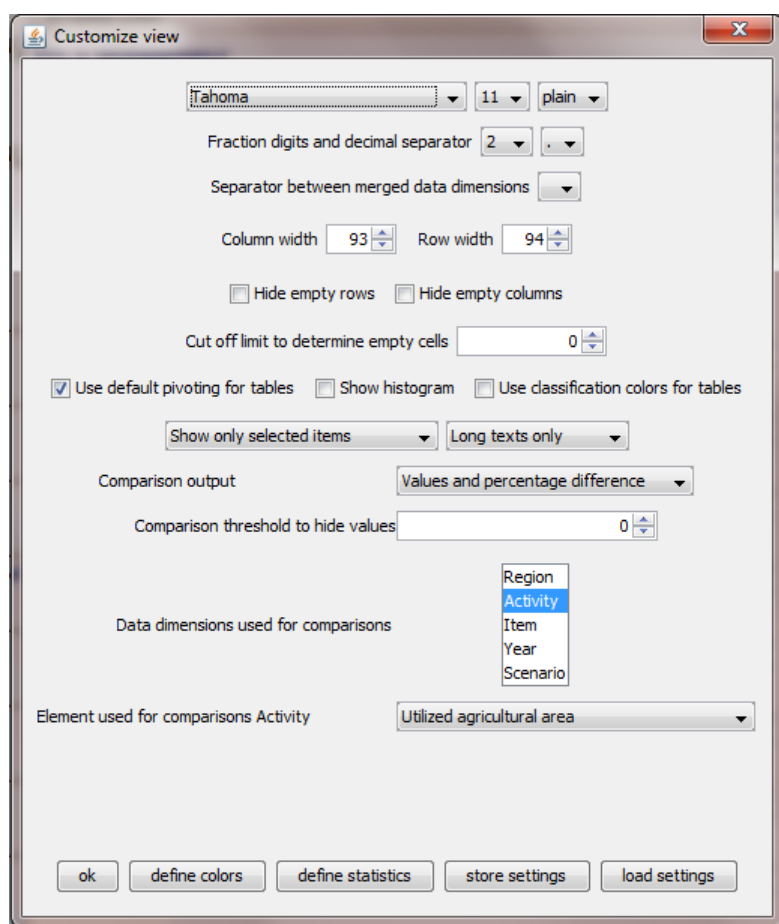 Customize view
Tahoma 11 plain
Fraction digits and decimal separator 2 .
Separator between merged data dimensions
Column width 93 Row width 94
Hide empty rows Hide empty columns
Cut off limit to determine empty cells 0
Use default pivoting for tables Show histogram Use classification colors for tables
Show only selected items Long texts only
Comparison output Values and percentage difference
Comparison threshold to hide values 0
Region
Activity
Data dimensions used for comparisons Item
Year
Scenario
Element used for comparisons Activity Utilized agricultural area
ok define colors define statistics store settings load settings